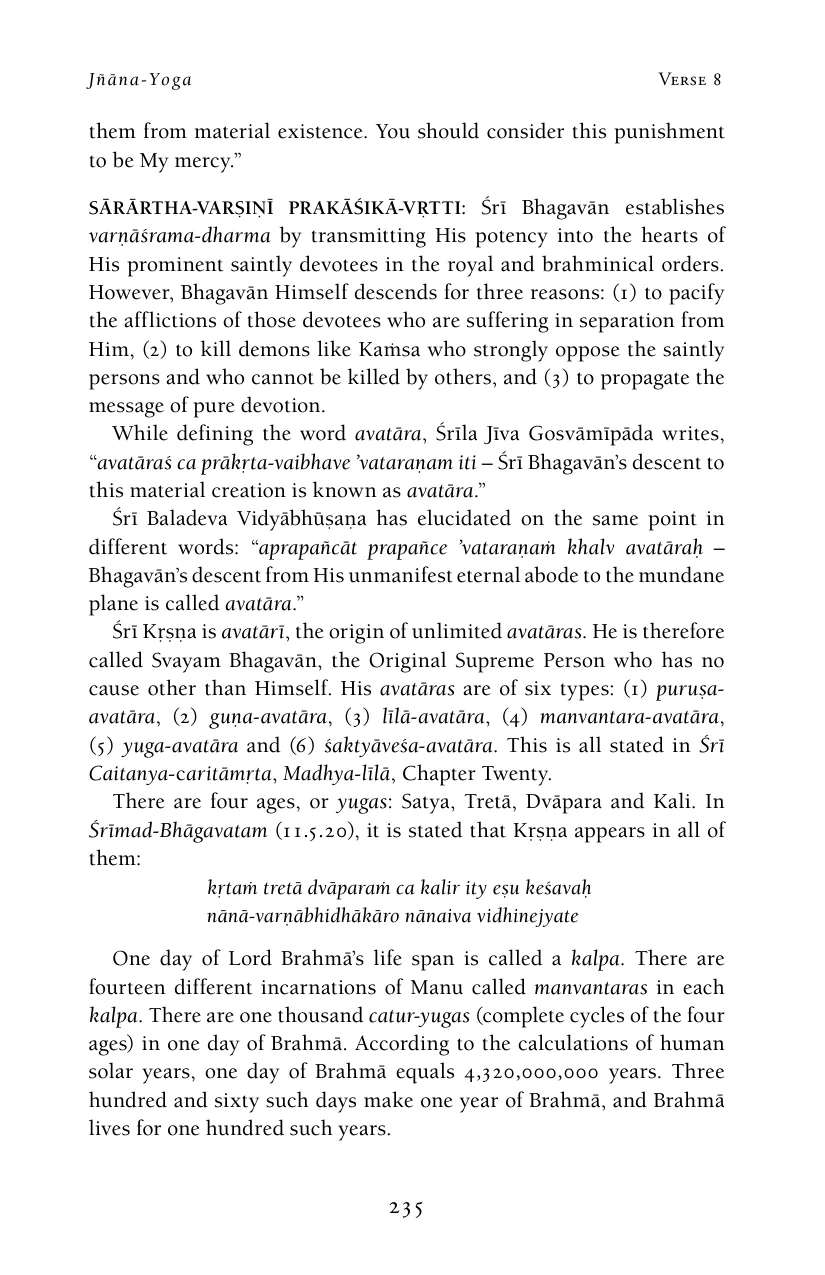 Jñāna-Yoga Verse 8
them from material existence. You should consider this punishment
to be My mercy.”
SĀRĀRTHA-VARṢIṆĪ PRAKĀŚIKĀ-VṚTTI: Śrī Bhagavān establishes
varṇāśrama-dharma by transmitting His potency into the hearts of
His prominent saintly devotees in the royal and brahminical orders.
However, Bhagavān Himself descends for three reasons: (1) to pacify
the afflictions of those devotees who are suffering in separation from
Him, (2) to kill demons like Kaṁsa who strongly oppose the saintly
persons and who cannot be killed by others, and (3) to propagate the
message of pure devotion.
While defining the word avatāra, Śrīla Jīva Gosvāmīpāda writes,
“avatāraś ca prākṛta-vaibhave ’vataraṇam iti – Śrī Bhagavān’s descent to
this material creation is known as avatāra.”
Śrī Baladeva Vidyābhūṣaṇa has elucidated on the same point in
different words: “aprapañcāt prapañce ’vataraṇaṁ khalv avatāraḥ –
Bhagavān’s descent from His unmanifest eternal abode to the mundane
plane is called avatāra.”
Śrī Kṛṣṇa is avatārī, the origin of unlimited avatāras. He is therefore
called Svayam Bhagavān, the Original Supreme Person who has no
cause other than Himself. His avatāras are of six types: (1) puruṣa-
avatāra, (2) guṇa-avatāra, (3) līlā-avatāra, (4) manvantara-avatāra,
(5) yuga-avatāra and (6) śaktyāveśa-avatāra. This is all stated in Śrī
Caitanya-caritāmṛta, Madhya-līlā, Chapter Twenty.
There are four ages, or yugas: Satya, Tretā, Dvāpara and Kali. In
Śrīmad-Bhāgavatam (11.5.20), it is stated that Kṛṣṇa appears in all of
them:
kṛtaṁ tretā dvāparaṁ ca kalir ity eṣu keśavaḥ
nānā-varṇābhidhākāro nānaiva vidhinejyate
One day of Lord Brahmā’s life span is called a kalpa. There are
fourteen different incarnations of Manu called manvantaras in each
kalpa. There are one thousand catur-yugas (complete cycles of the four
ages) in one day of Brahmā. According to the calculations of human
solar years, one day of Brahmā equals 4,320,000,000 years. Three
hundred and sixty such days make one year of Brahmā, and Brahmā
lives for one hundred such years.
235